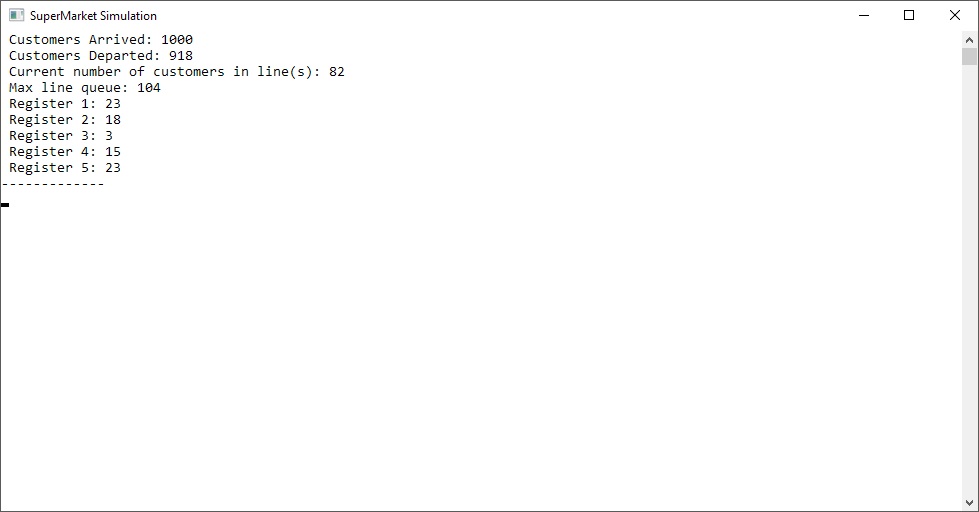 SuperMarket Simulation
Customers Arrived: 1000
Customers Departed: 918
Current number of customers in line(s): 82
Max line queue: 104
Register 1: 23
Register 2: 18
Register 3: 3
Register 4: 15
Register 5: 23
-------------